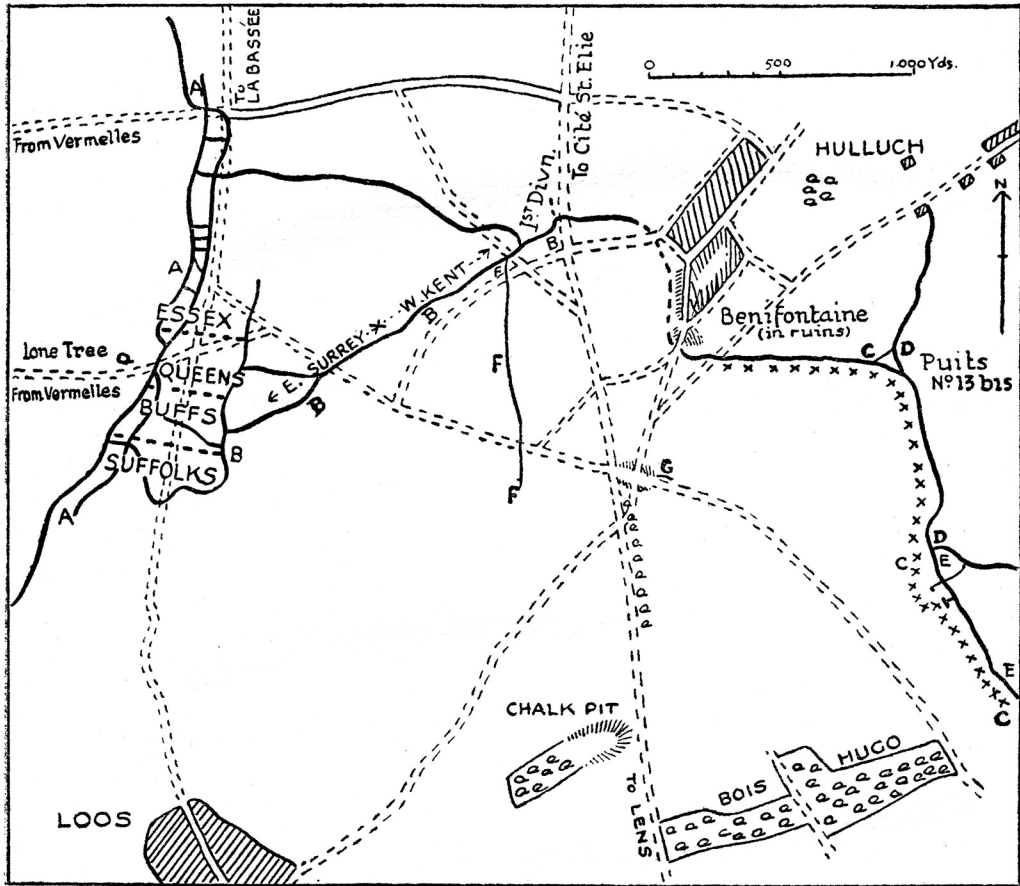 TO
LA BASSÉE
To Cité St. Elie
0 500 1,000 Yds.
A
From Vermelles
HULLUCH
N
1ST Divn
A
B
W. KENT
E. SURREY
B
F
B
ESSEX
Lone Tree
QUEENS
From Vermelles
BUFFS
B
SUFFOLKS
A
F
G
Benifontaine
(in ruins)
C D
Puits
No 13 bis
D
C E
E
C
CHALK PIT
HUGO
BOIS
TO LENS
LOOS